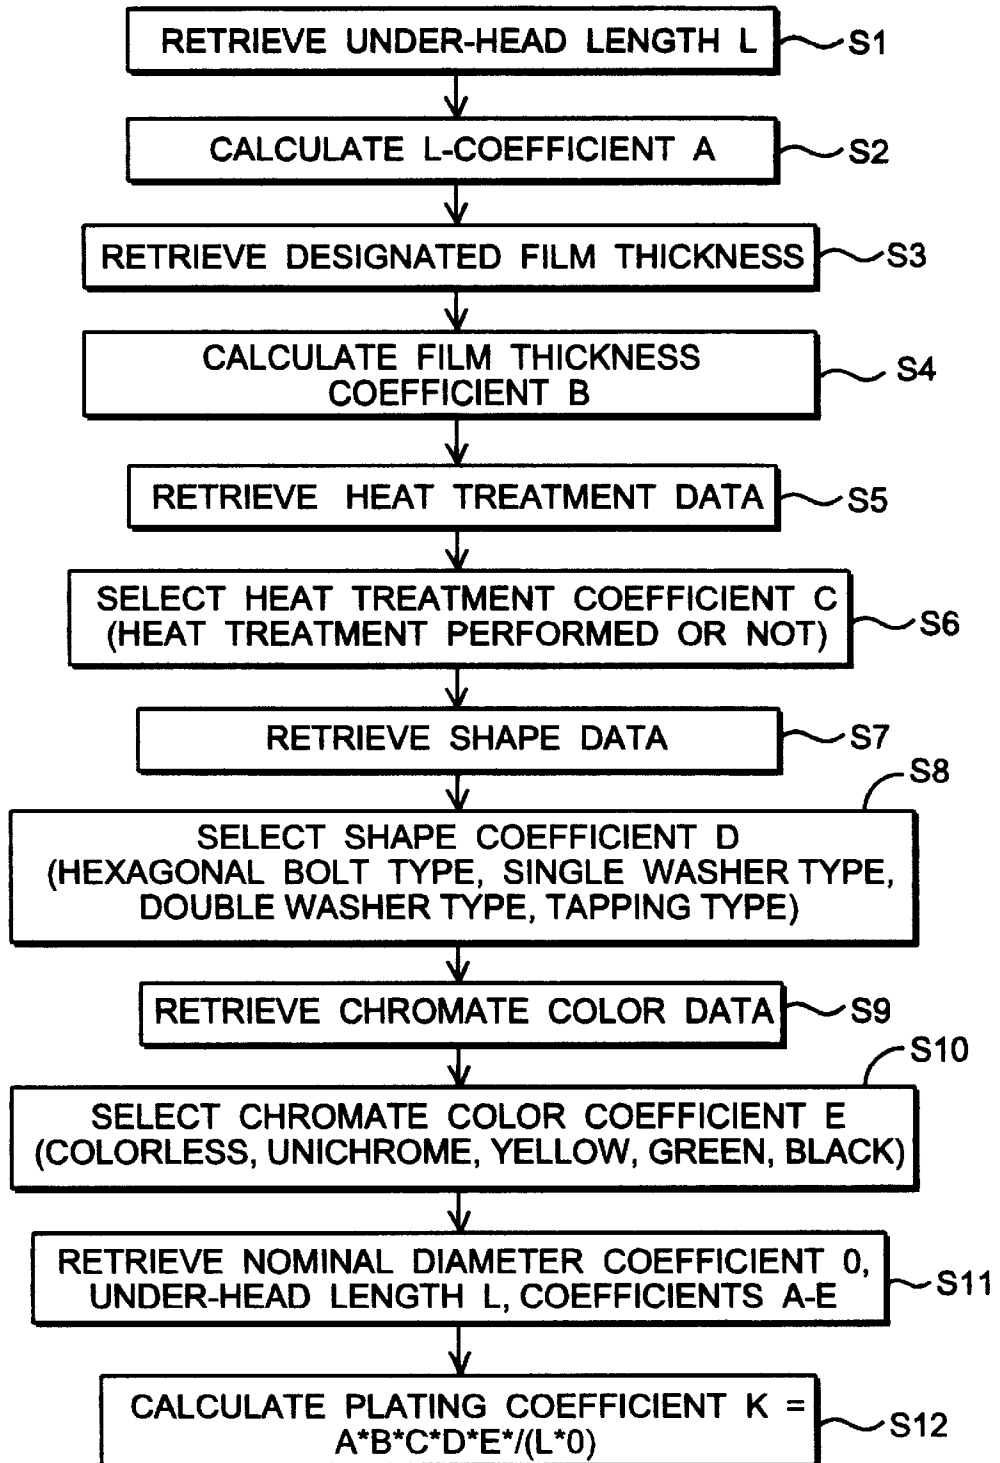 RETRIEVE UNDER-HEAD LENGTH L
S1
CALCULATE L-COEFFICIENT A
S2
RETRIEVE DESIGNATED FILM THICKNESS
S3
CALCULATE FILM THICKNESS
COEFFICIENT B
S4
RETRIEVE HEAT TREATMENT DATA
S5
SELECT HEAT TREATMENT COEFFICIENT C
(HEAT TREATMENT PERFORMED OR NOT)
S6
RETRIEVE SHAPE DATA
S7
S8
SELECT SHAPE COEFFICIENT D
(HEXAGONAL BOLT TYPE, SINGLE WASHER TYPE,
DOUBLE WASHER TYPE, TAPPING TYPE)
RETRIEVE CHROMATE COLOR DATA
S9
S10
SELECT CHROMATE COLOR COEFFICIENT E
(COLORLESS, UNICHROME, YELLOW, GREEN, BLACK)
RETRIEVE NOMINAL DIAMETER COEFFICIENT 0,
UNDER-HEAD LENGTH L, COEFFICIENTS A-E
S11
CALCULATE PLATING COEFFICIENT K =
A*B*C*D*E*/(L*0)
S12